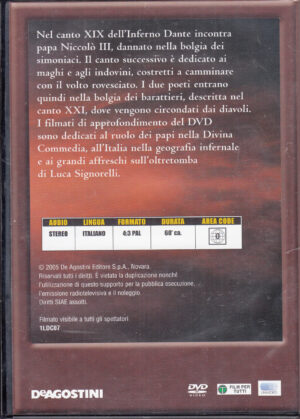 Nel canto XIX dell'Inferno Dante incontra
papa Niccolò III, dannato nella bolgia dei
simoniaci. Il canto successivo è dedicato ai
maghi e agli indovini, costretti a camminare
con il volto rovesciato. I due poeti entrano
quindi nella bolgia dei barattieri, descritta nel
canto XXI, dove vengono circondati dai diavoli.
I filmati di approfondimento del DVD
sono dedicati al ruolo dei papi nella Divina
Commedia, all'Italia nella geografia infernale
e ai grandi affreschi sull'oltretomba
di Luca Signorelli.
AUDIO LINGUA FORMATO DURATA AREA CODE
STEREO ITALIANO 4:3 PAL 60' ca. 0
© 2005 De Agostini Editore S.p.A., Novara.
Riservati tutti i diritti. È vietata la duplicazione nonché
l'utilizzazione di questo supporto per la pubblica esecuzione,
l'emissione radiotelevisiva e il noleggio.
Diritti SIAE assolti.
Filmato visibile a tutti gli spettatori.
1LDC07
DEAGOSTINI
DVD VIDEO
T FILM PER TUTTI